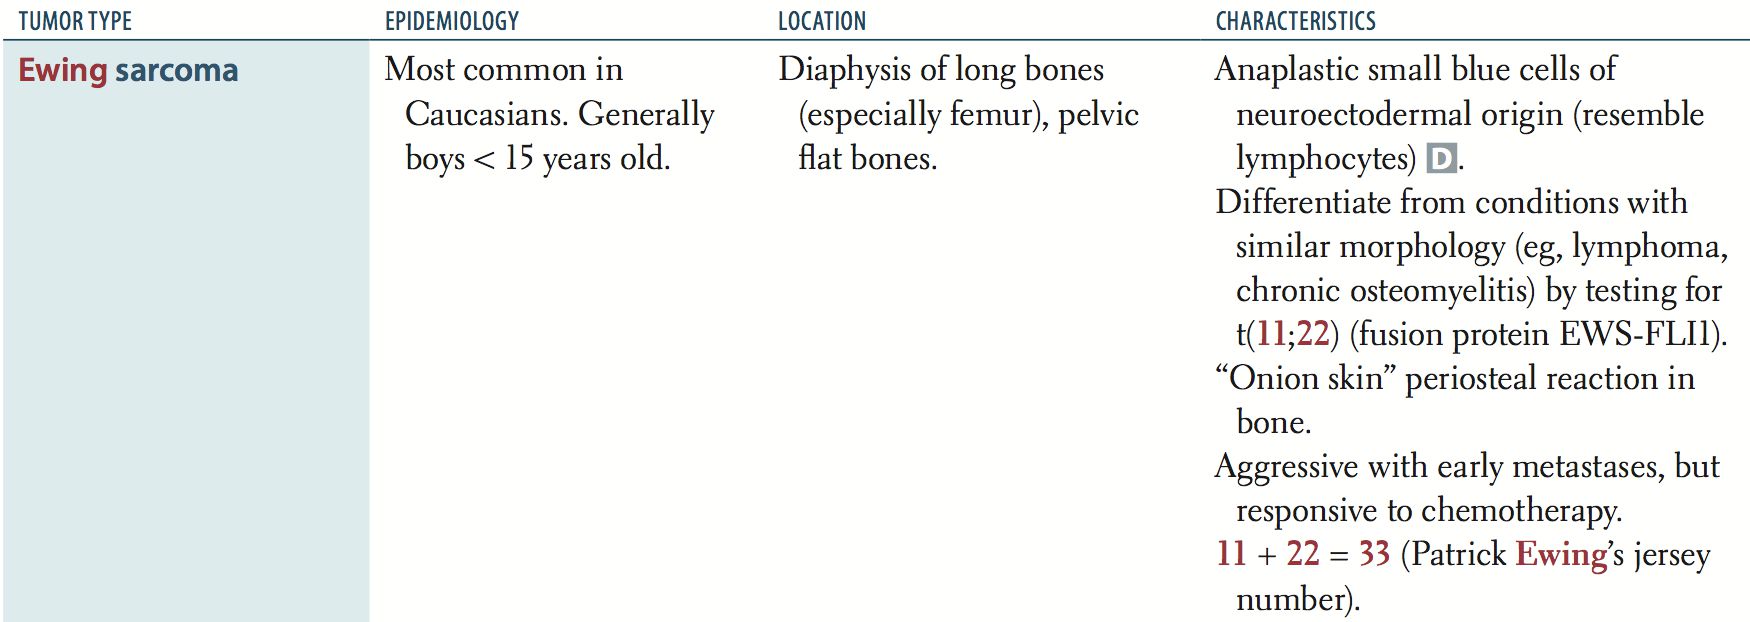 TUMOR TYPE EPIDEMIOLOGY LOCATION CHARACTERISTICS
Ewing sarcoma
Most common in
Caucasians. Generally
boys < 15 years old.
Diaphysis of long bones
(especially femur), pelvic
flat bones.
Anaplastic small blue cells of
neuroectodermal origin (resemble
lymphocytes) D.
Differentiate from conditions with
similar morphology (eg, lymphoma,
chronic osteomyelitis) by testing for
t(11;22) (fusion protein EWS-FLI1).
“Onion skin” periosteal reaction in
bone.
Aggressive with early metastases, but
responsive to chemotherapy.
11 + 22 = 33 (Patrick Ewing’s jersey
number).